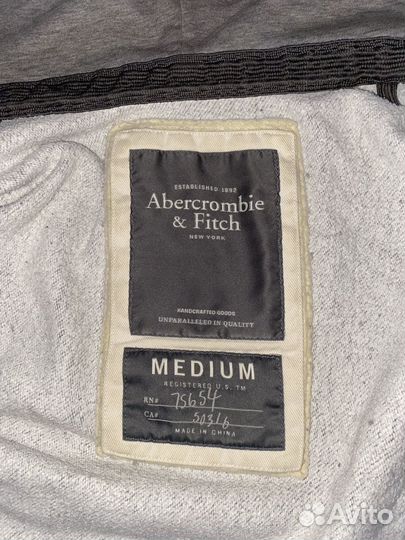 ESTABLISHED 1892
Abercrombie
& Fitch
NEW YORK
HANDCRAFTED GOODS
UNPARALLELED IN QUALITY
MEDIUM
REGISTERED U.S. TM
RN# 75654
CA# 50316
MADE IN CHINA
Avito